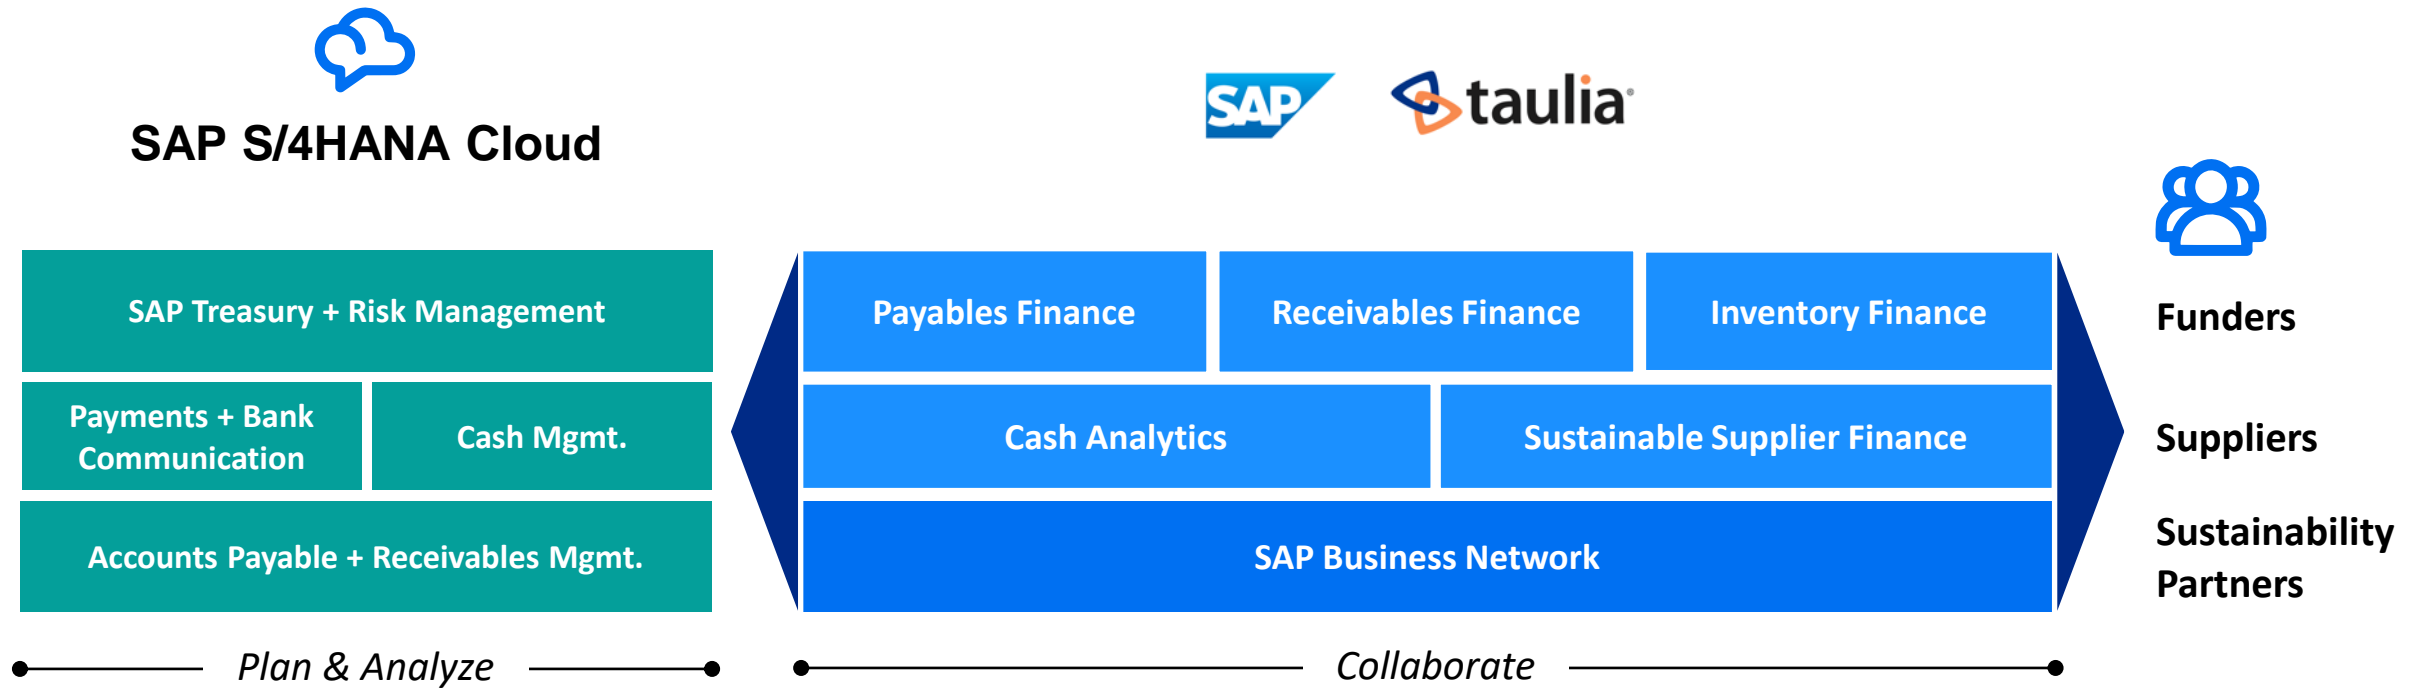 SAP S/4HANA Cloud
SAP taulia
SAP Treasury + Risk Management
Payments + Bank
Communication
Cash Mgmt.
Accounts Payable + Receivables Mgmt.
Plan & Analyze
Payables Finance
Receivables Finance
Inventory Finance
Cash Analytics
Sustainable Supplier Finance
SAP Business Network
Collaborate
Funders
Suppliers
Sustainability
Partners